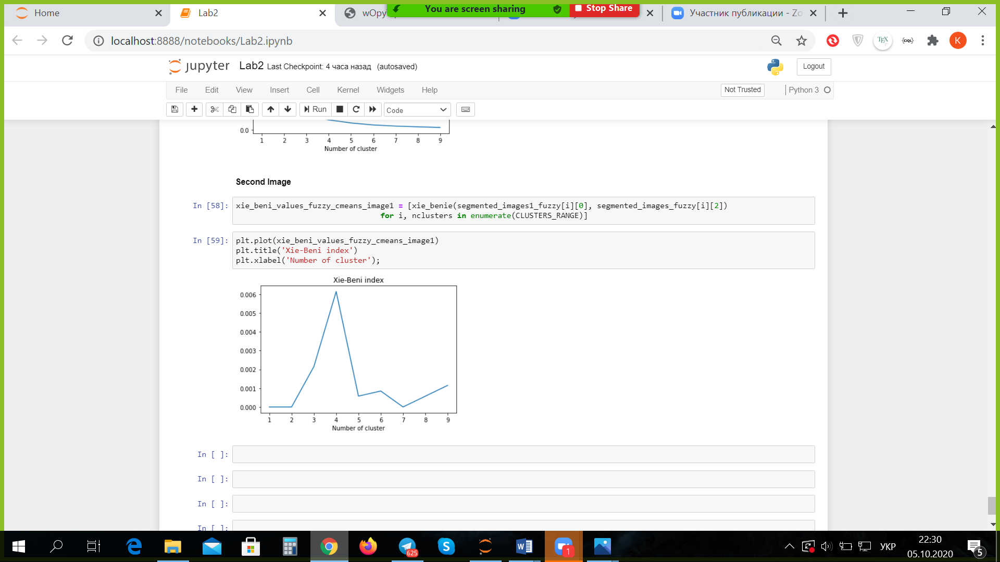 Home
Lab2
wOpy
You are screen sharing
Stop Share
Участник публикации - Zo
localhost:8888/notebooks/Lab2.ipynb
TEX
{CIQL}
K
jupyter Lab2 Last Checkpoint: 4 часа назад (autosaved)
Logout
File Edit View Insert Cell Kernel Widgets Help
Not Trusted
Python 3
Run
Code
0.0
1 2 3 4 5 6 7 8 9
Number of cluster
Second Image
In [58]: xie_beni_values_fuzzy_cmeans_image1 = [xie_benie(segmented_images1_fuzzy[i][0], segmented_images_fuzzy[i][2])
for i, nclusters in enumerate(CLUSTERS_RANGE)]
In [59]: plt.plot(xie_beni_values_fuzzy_cmeans_image1)
plt.title('Xie-Beni index')
plt.xlabel('Number of cluster');
Xie-Beni index
0.006
0.005
0.004
0.003
0.002
0.001
0.000
1 2 3 4 5 6 7 8 9
Number of cluster
In [ ]:
In [ ]:
In [ ]:
In [ ]:
625
1
УКР
22:30
05.10.2020
5